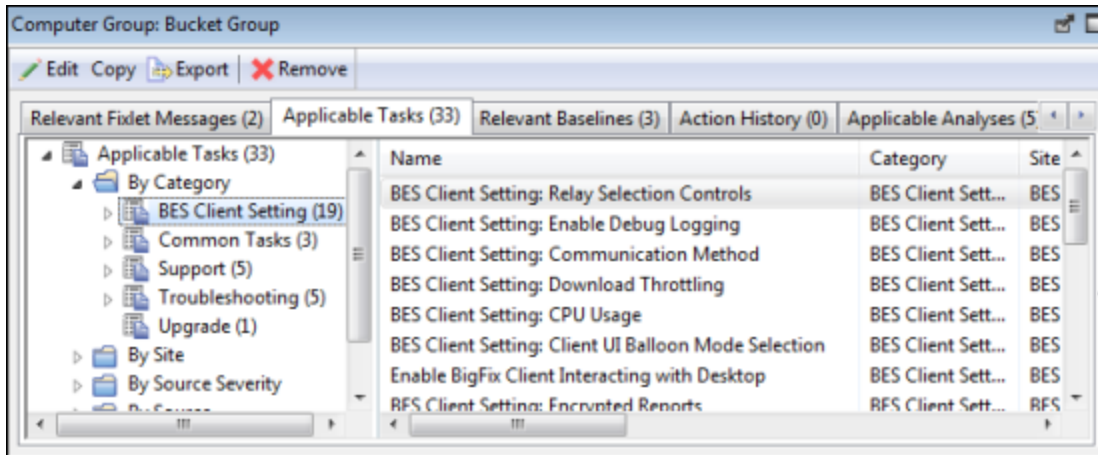 Computer Group: Bucket Group
Edit Copy Export Remove
Relevant Fixlet Messages (2) Applicable Tasks (33) Relevant Baselines (3) Action History (0) Applicable Analyses (5
Applicable Tasks (33)
By Category
BES Client Setting (19)
Common Tasks (3)
Support (5)
Troubleshooting (5)
Upgrade (1)
By Site
By Source Severity
By Source
Name Category Site
BES Client Setting: Relay Selection Controls BES Client Sett... BES
BES Client Setting: Enable Debug Logging BES Client Sett... BES
BES Client Setting: Communication Method BES Client Sett... BES
BES Client Setting: Download Throttling BES Client Sett... BES
BES Client Setting: CPU Usage BES Client Sett... BES
BES Client Setting: Client UI Balloon Mode Selection BES Client Sett... BES
Enable BigFix Client Interacting with Desktop BES Client Sett... BES
BES Client Setting: Encrypted Reports BES Client Sett... BES